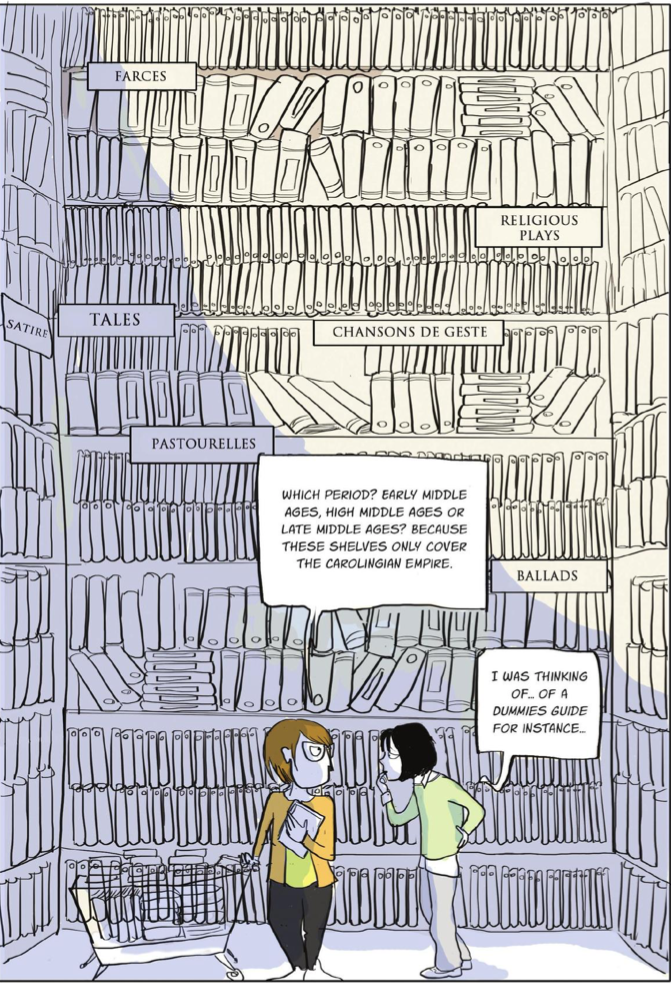 FARCES
RELIGIOUS
PLAYS
SATIRE
TALES
CHANSONS DE GESTE
PASTOURELLES
WHICH PERIOD? EARLY MIDDLE
AGES, HIGH MIDDLE AGES OR
LATE MIDDLE AGES? BECAUSE
THESE SHELVES ONLY COVER
THE CAROLINGIAN EMPIRE.
BALLADS
I WAS THINKING
OF... OF A
DUMMIES GUIDE
FOR INSTANCE...